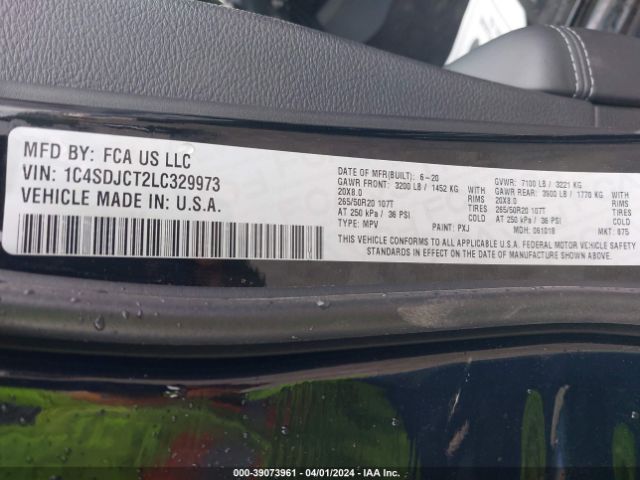 MFD BY: FCA US LLC
VIN: 1C4SDJCT2LC329973
VEHICLE MADE IN: U.S.A.
DATE OF MFR(BUILT): 6-20 GVWR: 7100 LB / 3221 KG
GAWR FRONT: 3200 LB / 1452 KG WITH GAWR REAR: 3900 LB / 1770 KG WITH
20X8.0 RIMS 20X8.0 RIMS
265/50R20 107T TIRES 265/50R20 107T TIRES
AT 250 kPa / 36 PSI COLD AT 250 kPa / 36 PSI COLD
TYPE: MPV PAINT: PXJ MDH: 061018 MKT: 875
THIS VEHICLE CONFORMS TO ALL APPLICABLE U.S.A. FEDERAL MOTOR VEHICLE SAFETY
STANDARDS IN EFFECT ON THE DATE OF MANUFACTURE SHOWN ABOVE.
000-39073961 - 04/01/2024 - IAA Inc.